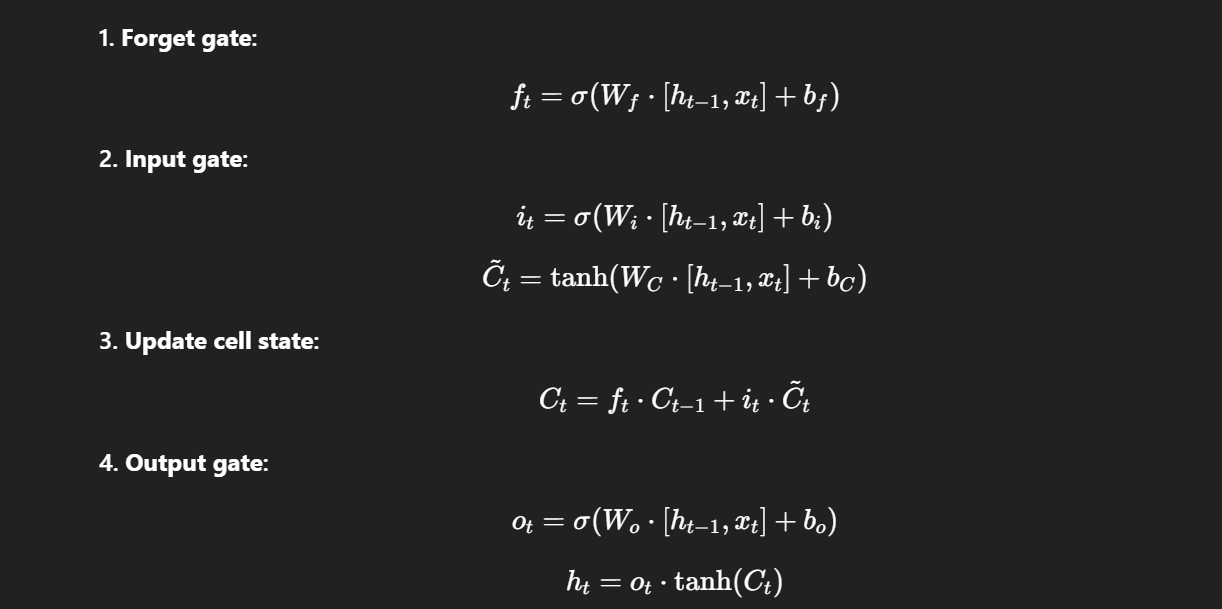 1. Forget gate:
f_t = σ(W_f · [h_{t−1}, x_t] + b_f)
2. Input gate:
i_t = σ(W_i · [h_{t−1}, x_t] + b_i)
C̃_t = tanh(W_C · [h_{t−1}, x_t] + b_C)
3. Update cell state:
C_t = f_t · C_{t−1} + i_t · C̃_t
4. Output gate:
o_t = σ(W_o · [h_{t−1}, x_t] + b_o)
h_t = o_t · tanh(C_t)